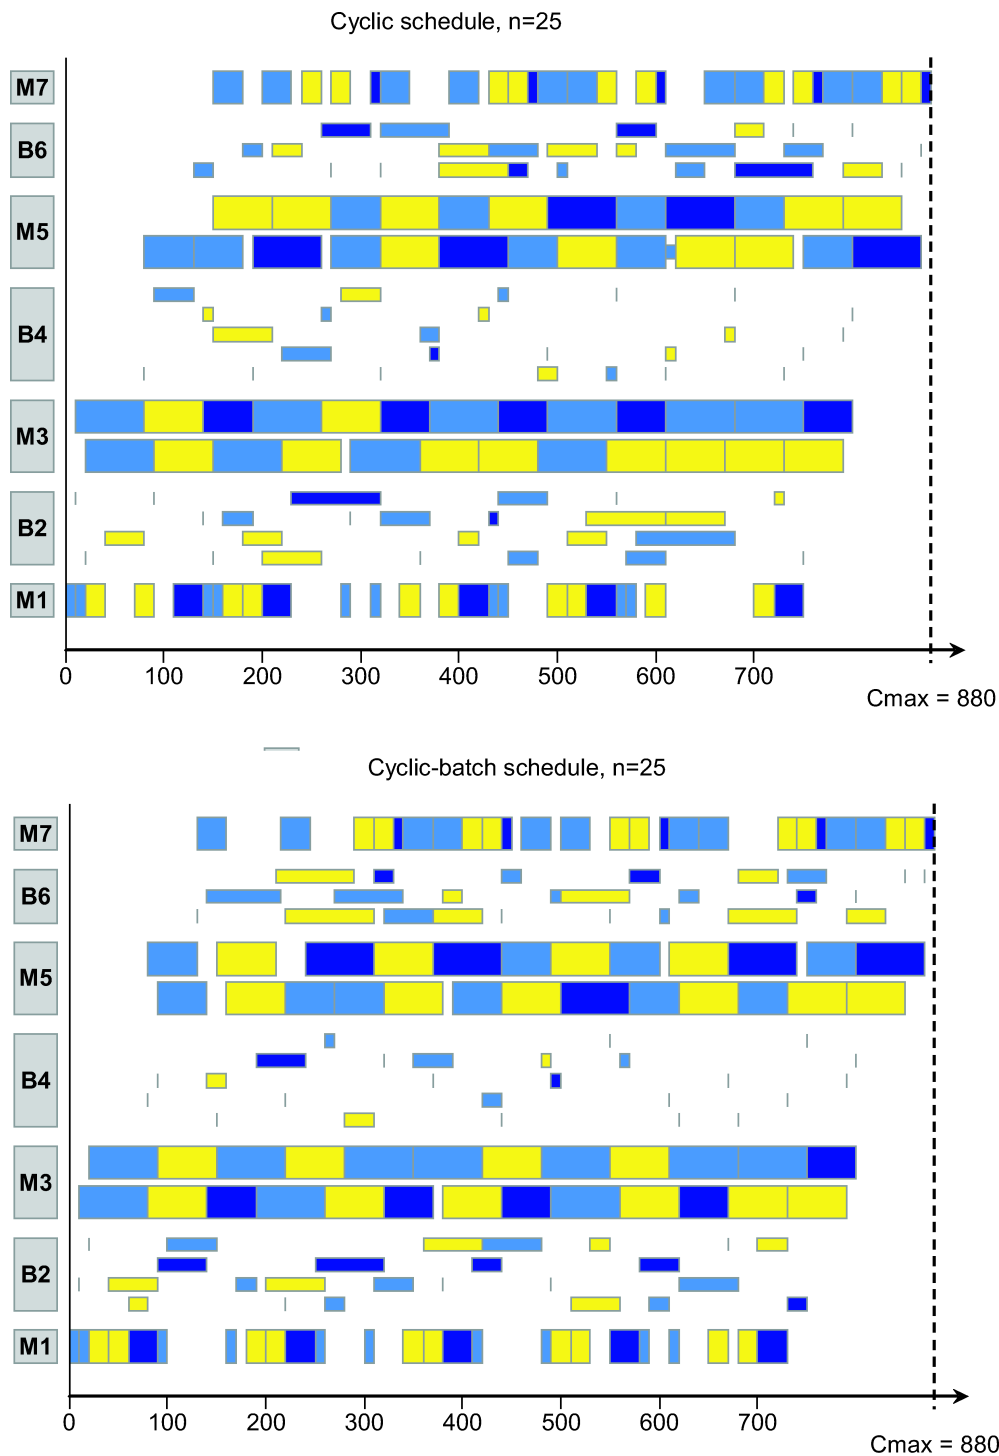 Cyclic schedule, n=25
M7
B6
M5
B4
M3
B2
M1
0 100 200 300 400 500 600 700
Cmax = 880
Cyclic-batch schedule, n=25
M7
B6
M5
B4
M3
B2
M1
0 100 200 300 400 500 600 700
Cmax = 880